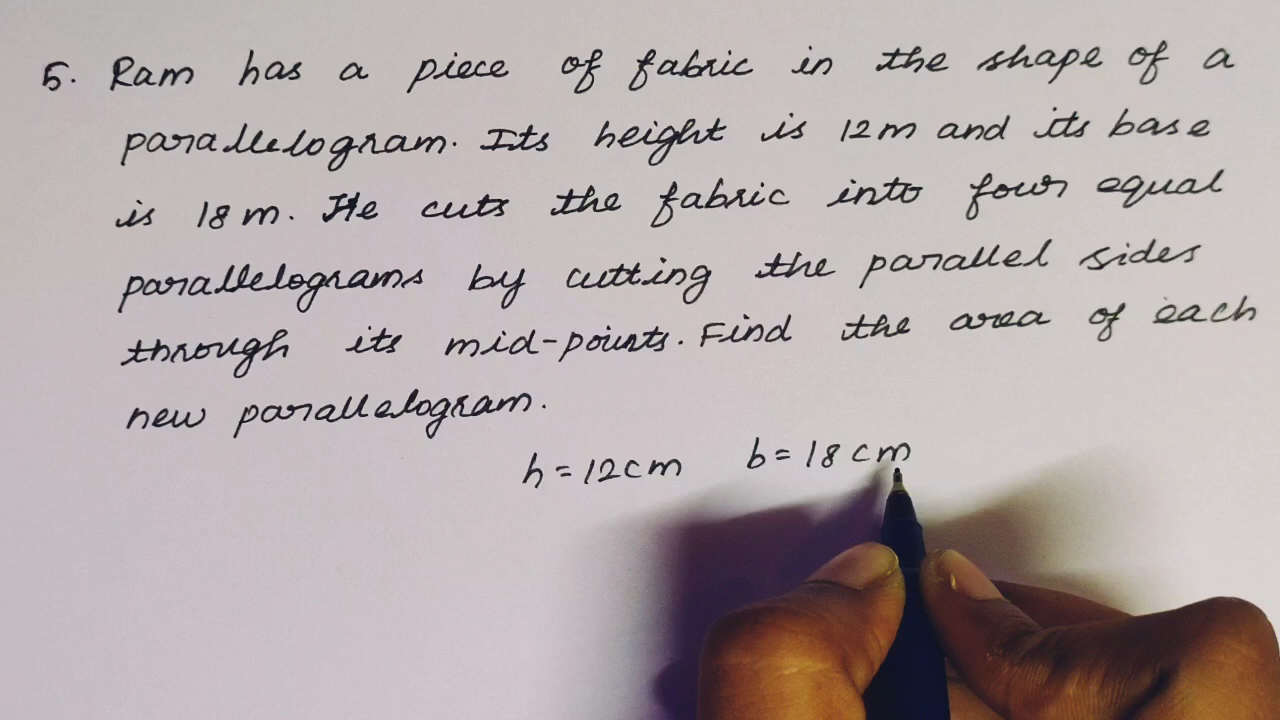 5. Ram has a piece of fabric in the shape of a
parallelogram. Its height is 12m and its base
is 18m. He cuts the fabric into four equal
parallelograms by cutting the parallel sides
through its mid-points. Find the area of each
new parallelogram.
h = 12cm b = 18cm